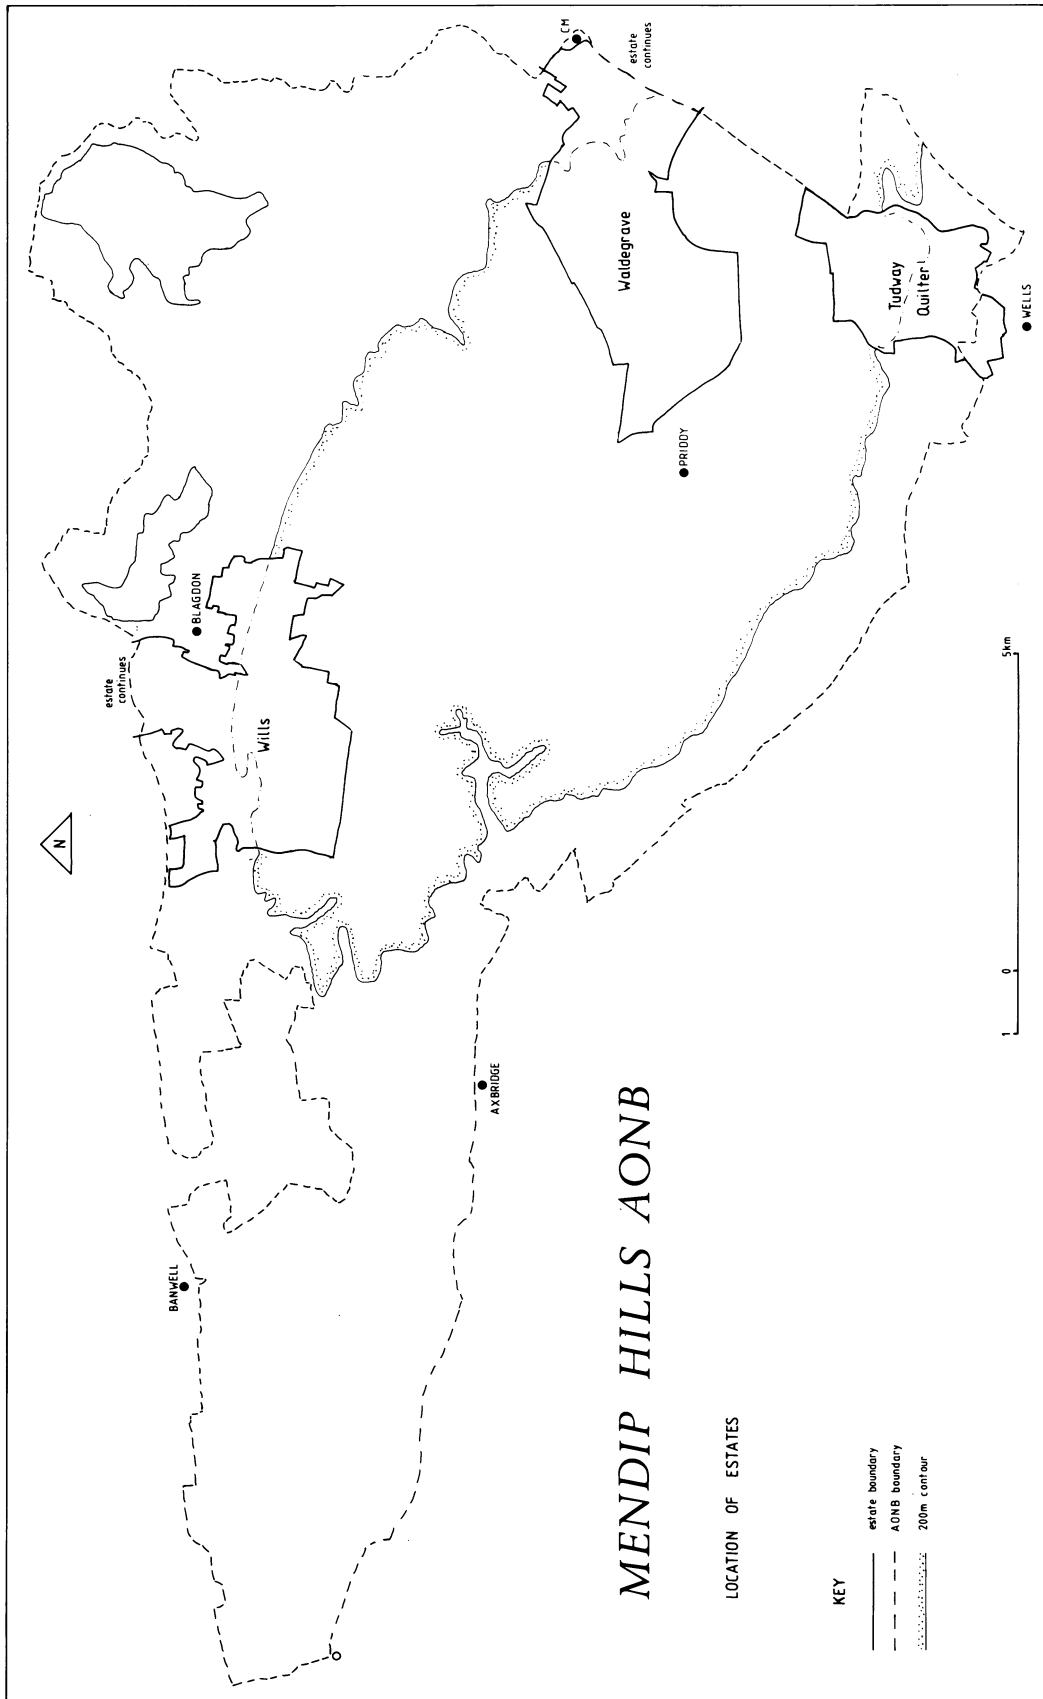 MENDIP HILLS AONB
LOCATION OF ESTATES
KEY
estate boundary
AONB boundary
200m contour
N
BANWELL
AXBRIDGE
estate
continues
BLAGDON
Wills
PRIDDY
Waldegrave
CM
estate
continues
Tudway
Quilter
WELLS
1
0
5km